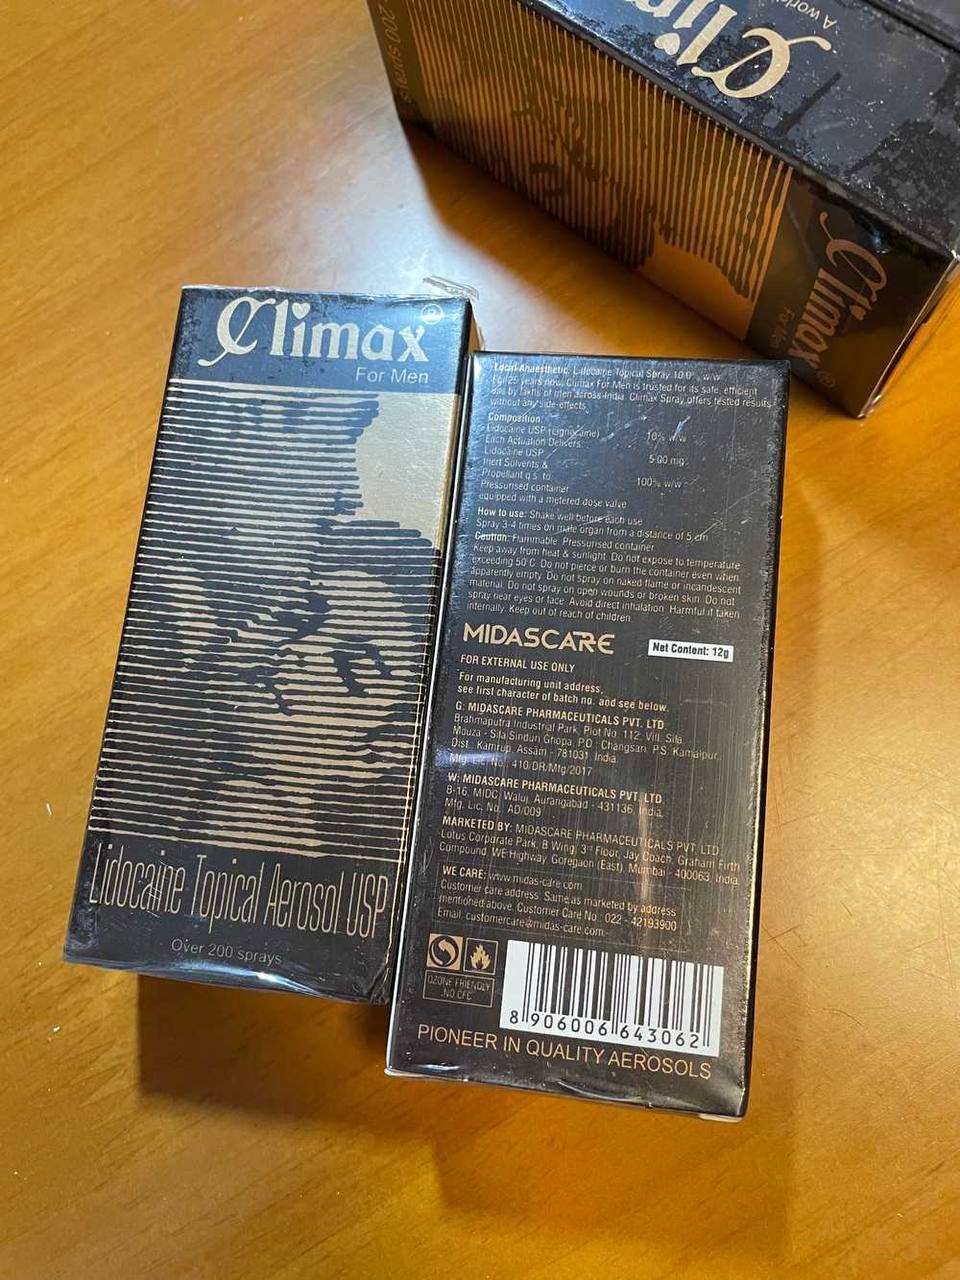 200 sprays
Climax
A world
Climax®
For Men
Climax®
For Men
Lidocaine Topical Aerosol USP
Over 200 sprays
Local Anaesthetic. Lidocaine Topical Spray 10.0% w/w
For 25 years now, Climax For Men is trusted for its safe, efficient
use by lakhs of men across India. Climax Spray offers tested results
without any side-effects.
Composition:
Lidocaine USP (Lignocaine) 10% w/w
Each Actuation Delivers:
Lidocaine USP 5.00 mg
Inert Solvents &
Propellant q.s. to 100% w/w
Pressurised container
equipped with a metered dose valve
How to use: Shake well before each use
Spray 3-4 times on male organ from a distance of 5 cm
Caution: Flammable. Pressurised container
Keep away from heat & sunlight. Do not expose to temperature
exceeding 50°C. Do not pierce or burn the container even when
apparently empty. Do not spray on naked flame or incandescent
material. Do not spray on open wounds or broken skin. Do not
spray near eyes or face. Avoid direct inhalation. Harmful if taken
internally. Keep out of reach of children.
MIDASCARE
Net Content: 12g
FOR EXTERNAL USE ONLY
For manufacturing unit address,
see first character of batch no. and see below.
G: MIDASCARE PHARMACEUTICALS PVT. LTD
Brahmaputra Industrial Park, Plot No. 112, Vill. Sila,
Mouza - Sila Sinduri Ghopa, P.O. Changsari, P.S. Kamalpur,
Dist. Kamrup, Assam - 781031, India.
Mfg. Lic. No. 410/DR/Mfg/2017
W: MIDASCARE PHARMACEUTICALS PVT. LTD
B-16, MIDC, Waluj, Aurangabad - 431136, India.
Mfg. Lic. No. AD/009
MARKETED BY: MIDASCARE PHARMACEUTICALS PVT. LTD
Lotus Corporate Park, B Wing, 3rd Floor, Jay Coach, Graham Firth
Compound, WE Highway, Goregaon (East), Mumbai - 400063, India.
WE CARE: www.midas-care.com
Customer care address: Same as marketed by address
mentioned above. Customer Care No.: 022 - 42193900
Email: customercare@midas-care.com
OZONE FRIENDLY
NO CFC
8 906006 643062
PIONEER IN QUALITY AEROSOLS